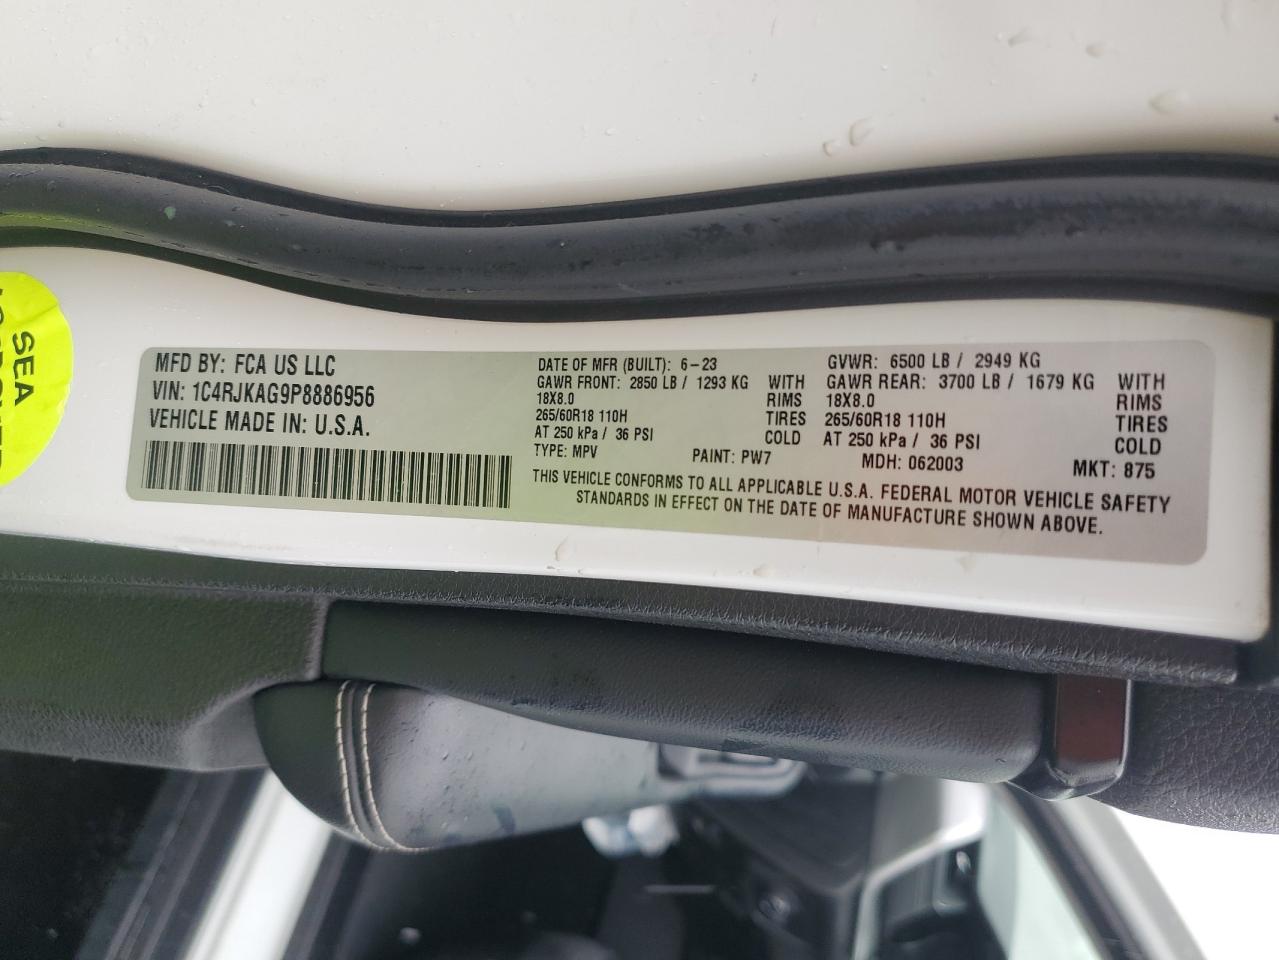 SEA
MFD BY: FCA US LLC
VIN: 1C4RJKAG9P8886956
VEHICLE MADE IN: U.S.A.
DATE OF MFR (BUILT): 6-23 GVWR: 6500 LB / 2949 KG
GAWR FRONT: 2850 LB / 1293 KG WITH GAWR REAR: 3700 LB / 1679 KG WITH
18X8.0 RIMS 18X8.0 RIMS
265/60R18 110H TIRES 265/60R18 110H TIRES
AT 250 kPa / 36 PSI COLD AT 250 kPa / 36 PSI COLD
TYPE: MPV PAINT: PW7 MDH: 062003 MKT: 875
THIS VEHICLE CONFORMS TO ALL APPLICABLE U.S.A. FEDERAL MOTOR VEHICLE SAFETY
STANDARDS IN EFFECT ON THE DATE OF MANUFACTURE SHOWN ABOVE.